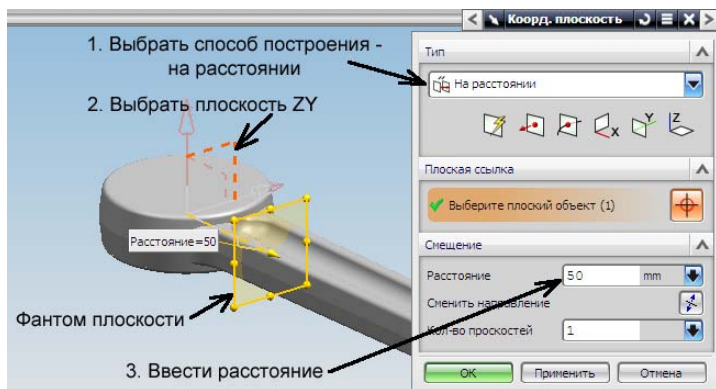 Коорд. плоскость
1. Выбрать способ построения -
на расстоянии
2. Выбрать плоскость ZY
Расстояние=50
Фантом плоскости
3. Ввести расстояние
Тип
На расстоянии
X Y Z
Плоская ссылка
Выберите плоский объект (1)
Смещение
Расстояние 50 mm
Сменить направление
Кол-во проскостей 1
ОК Применить Отмена